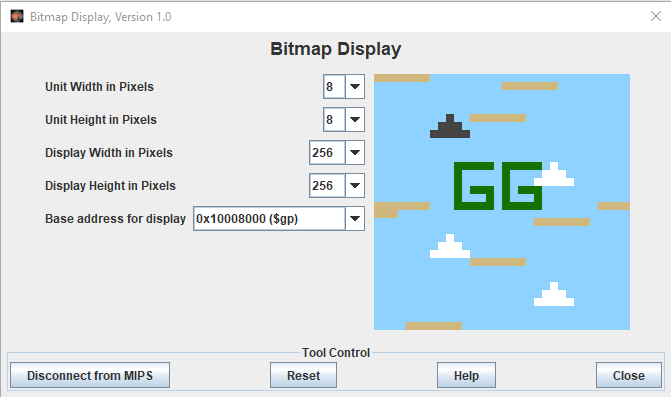 Bitmap Display, Version 1.0
Bitmap Display
Unit Width in Pixels 8
Unit Height in Pixels 8
Display Width in Pixels 256
Display Height in Pixels 256
Base address for display 0x10008000 ($gp)
GG
Tool Control
Disconnect from MIPS Reset Help Close